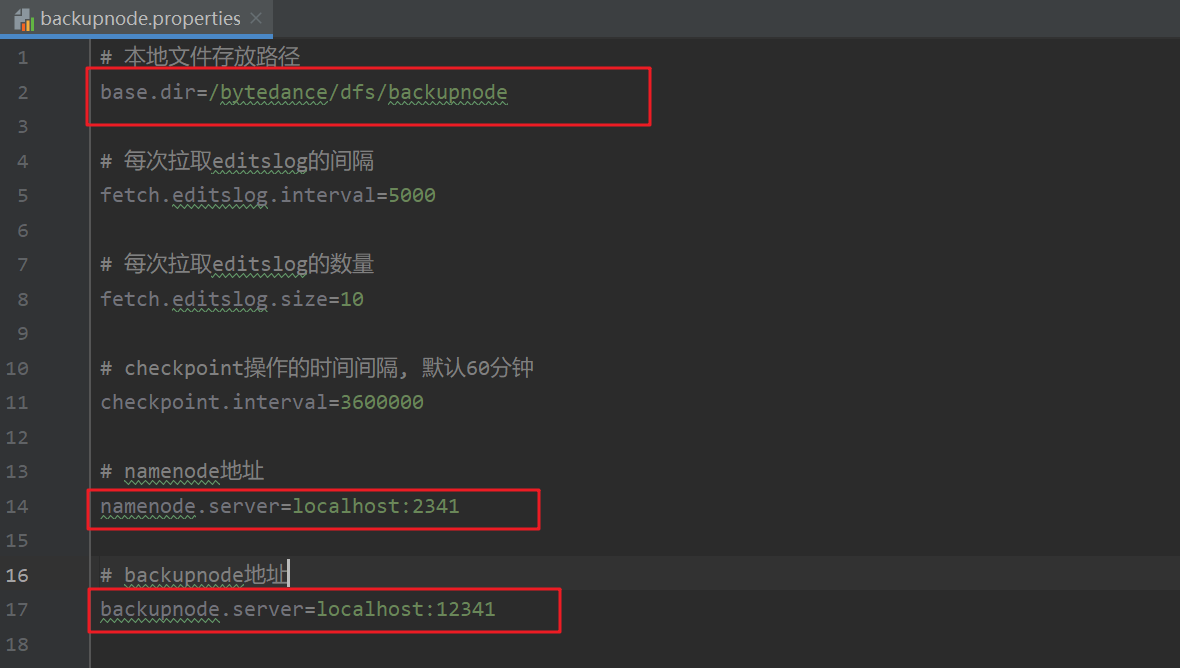 backupnode.properties
1 # 本地文件存放路径
2 base.dir=/bytedance/dfs/backupnode
3
4 # 每次拉取editslog的间隔
5 fetch.editslog.interval=5000
6
7 # 每次拉取editslog的数量
8 fetch.editslog.size=10
9
10 # checkpoint操作的时间间隔, 默认60分钟
11 checkpoint.interval=3600000
12
13 # namenode地址
14 namenode.server=localhost:2341
15
16 # backupnode地址
17 backupnode.server=localhost:12341
18